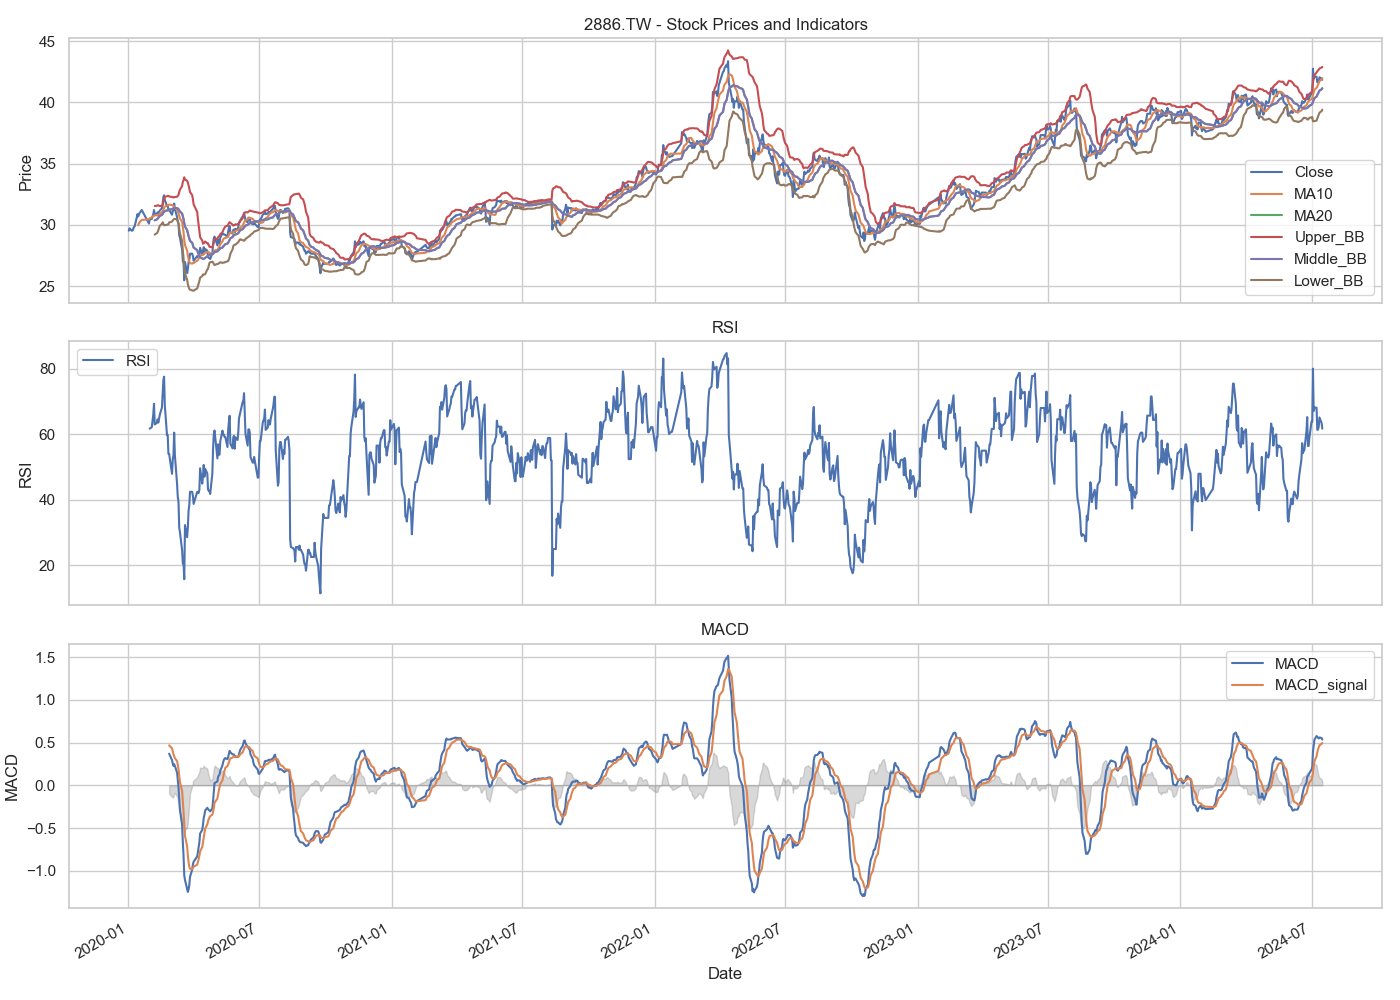 2886.TW - Stock Prices and Indicators
45
40
35
30
25
Price
Close
MA10
MA20
Upper_BB
Middle_BB
Lower_BB
RSI
80
60
40
20
RSI
RSI
MACD
1.5
1.0
0.5
0.0
−0.5
−1.0
MACD
MACD
MACD_signal
2020-01
2020-07
2021-01
2021-07
2022-01
2022-07
2023-01
2023-07
2024-01
2024-07
Date